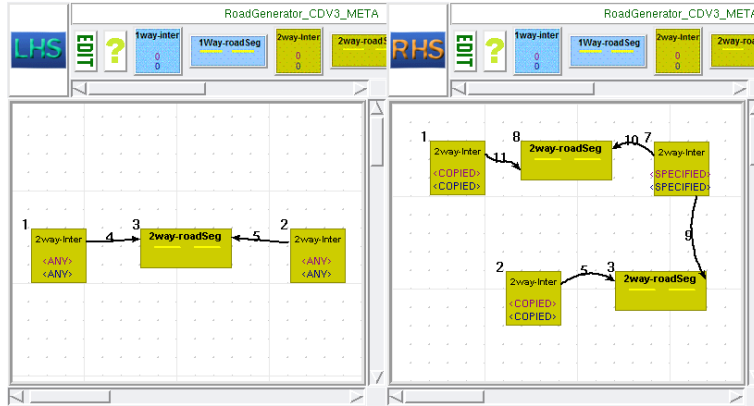 RoadGenerator_CDV3_META
LHS
EDIT
?
1way-inter
0
0
1Way-roadSeg
2way-Inter
0
0
2way-roadS
1
2way-Inter
<ANY>
<ANY>
4
3
2way-roadSeg
5
2
2way-Inter
<ANY>
<ANY>
RoadGenerator_CDV3_META
RHS
EDIT
?
1way-inter
0
0
1Way-roadSeg
2way-Inter
0
0
2way-roadS
1
2way-Inter
<COPIED>
<COPIED>
11
8
2way-roadSeg
10
7
2way-Inter
<SPECIFIED>
<SPECIFIED>
9
2
2way-Inter
<COPIED>
<COPIED>
5
3
2way-roadSeg